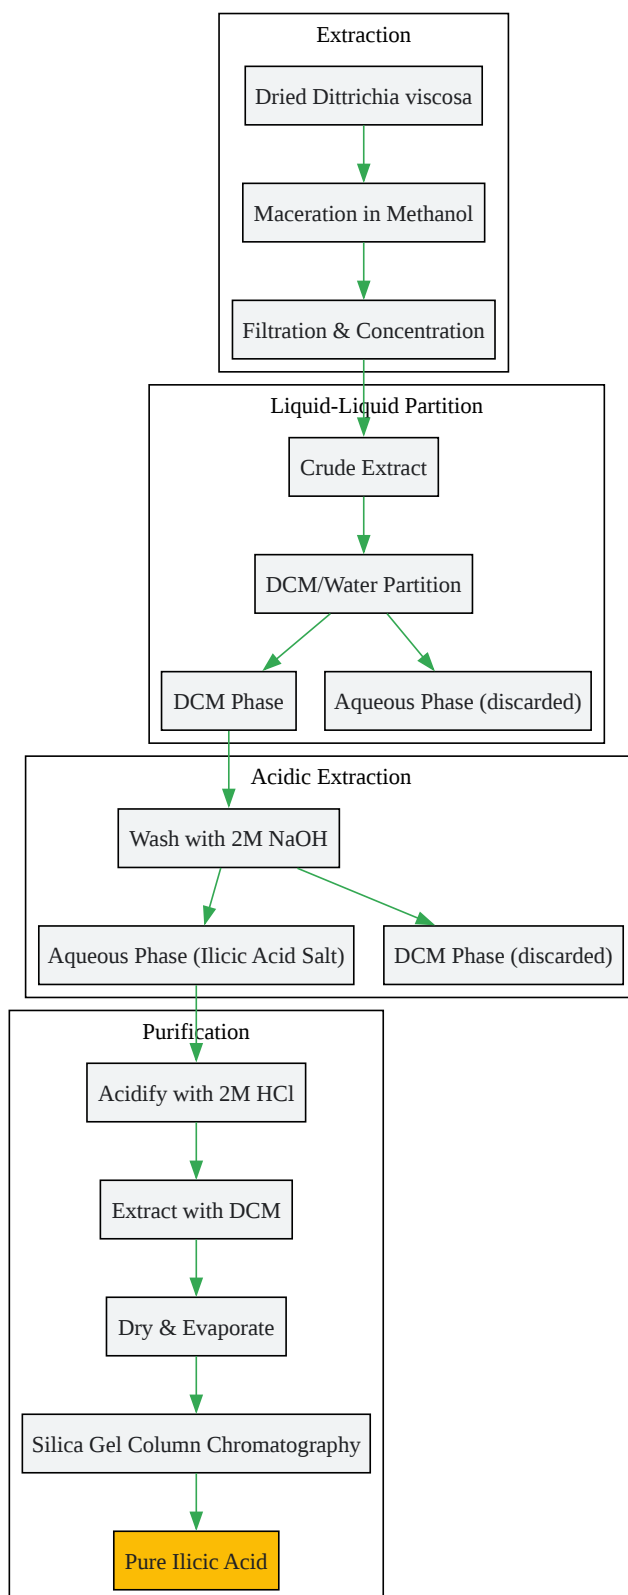 Extraction
Dried Dittrichia viscosa
Maceration in Methanol
Filtration & Concentration
Liquid-Liquid Partition
Crude Extract
DCM/Water Partition
DCM Phase
Aqueous Phase (discarded)
Acidic Extraction
Wash with 2M NaOH
Aqueous Phase (Ilicic Acid Salt)
DCM Phase (discarded)
Purification
Acidify with 2M HCl
Extract with DCM
Dry & Evaporate
Silica Gel Column Chromatography
Pure Ilicic Acid